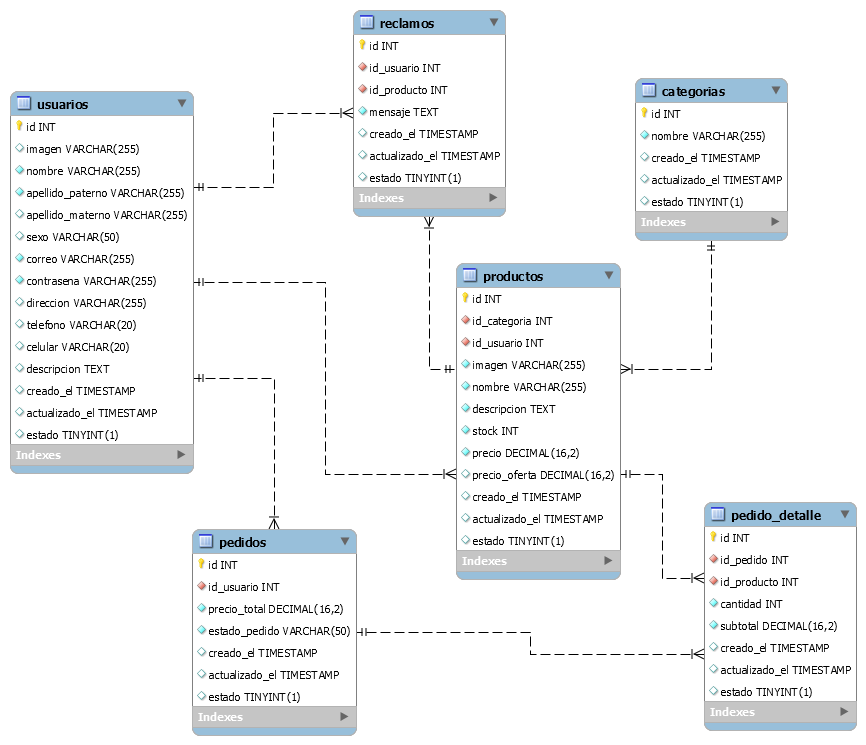 usuarios
id INT
imagen VARCHAR(255)
nombre VARCHAR(255)
apellido_paterno VARCHAR(255)
apellido_materno VARCHAR(255)
sexo VARCHAR(50)
correo VARCHAR(255)
contrasena VARCHAR(255)
direccion VARCHAR(255)
telefono VARCHAR(20)
celular VARCHAR(20)
descripcion TEXT
creado_el TIMESTAMP
actualizado_el TIMESTAMP
estado TINYINT(1)
Indexes
reclamos
id INT
id_usuario INT
id_producto INT
mensaje TEXT
creado_el TIMESTAMP
actualizado_el TIMESTAMP
estado TINYINT(1)
Indexes
categorias
id INT
nombre VARCHAR(255)
creado_el TIMESTAMP
actualizado_el TIMESTAMP
estado TINYINT(1)
Indexes
productos
id INT
id_categoria INT
id_usuario INT
imagen VARCHAR(255)
nombre VARCHAR(255)
descripcion TEXT
stock INT
precio DECIMAL(16,2)
precio_oferta DECIMAL(16,2)
creado_el TIMESTAMP
actualizado_el TIMESTAMP
estado TINYINT(1)
Indexes
pedidos
id INT
id_usuario INT
precio_total DECIMAL(16,2)
estado_pedido VARCHAR(50)
creado_el TIMESTAMP
actualizado_el TIMESTAMP
estado TINYINT(1)
Indexes
pedido_detalle
id INT
id_pedido INT
id_producto INT
cantidad INT
subtotal DECIMAL(16,2)
creado_el TIMESTAMP
actualizado_el TIMESTAMP
estado TINYINT(1)
Indexes